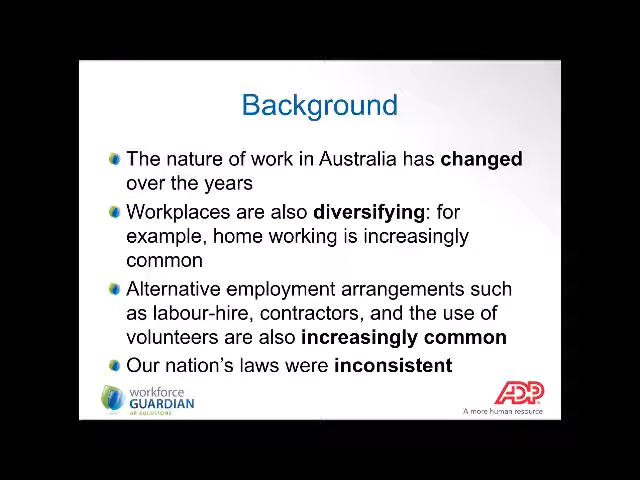 Background
The nature of work in Australia has changed
over the years
Workplaces are also diversifying: for
example, home working is increasingly
common
Alternative employment arrangements such
as labour-hire, contractors, and the use of
volunteers are also increasingly common
Our nation's laws were inconsistent
workforce
GUARDIAN
HR SOLUTIONS
ADP
A more human resource.